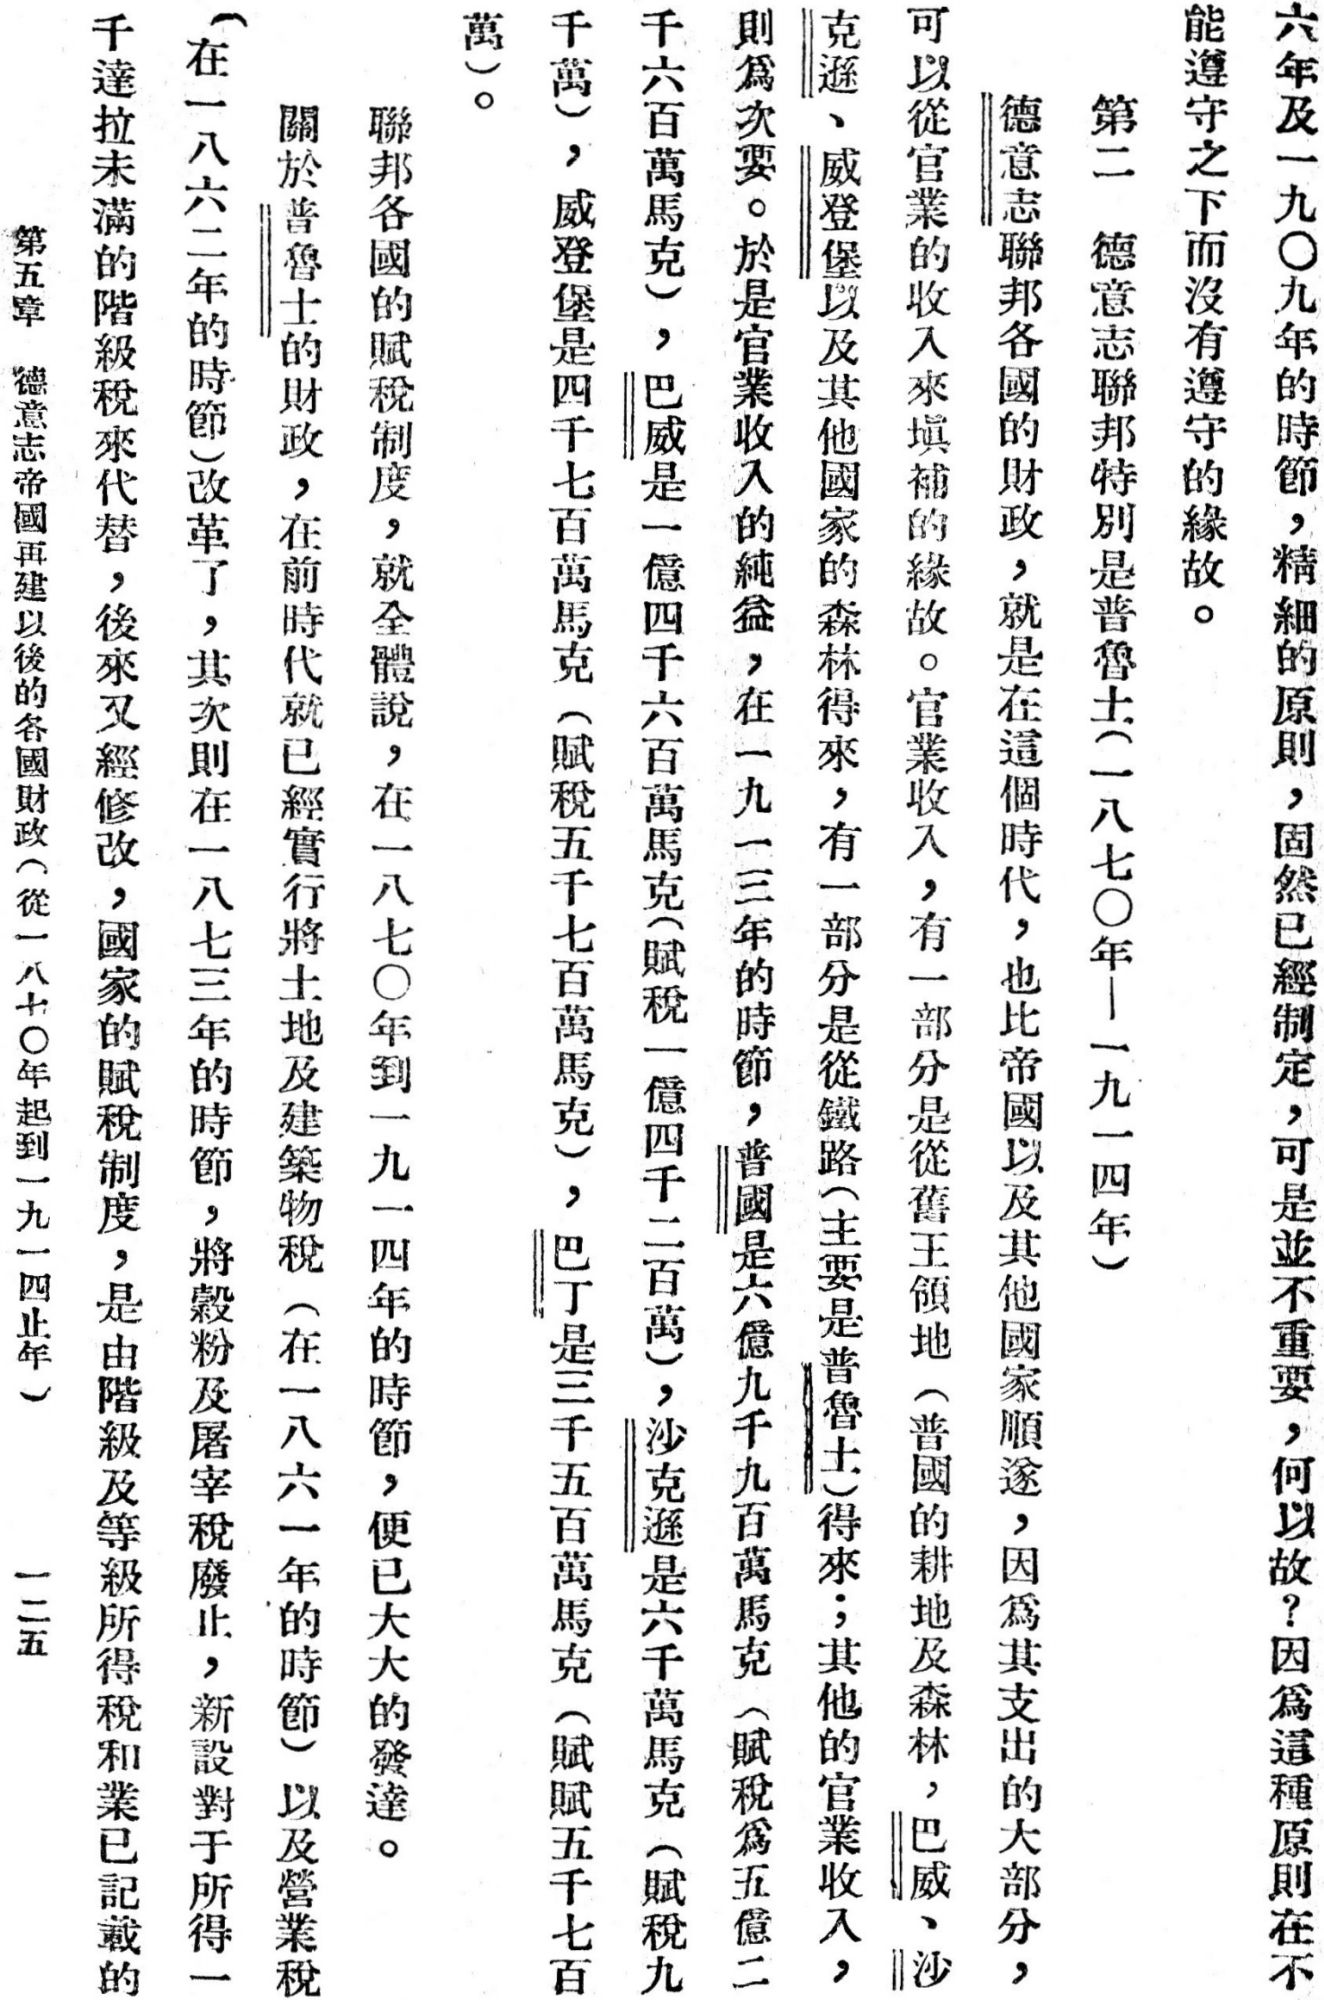 六年及一九〇九年的時節，精細的原則，固然已經制定，可是並不重要，何以故？因爲這種原則在不
能遵守之下而沒有遵守的緣故。
第二　德意志聯邦特別是普魯士（一八七〇年—一九一四年）
德意志聯邦各國的財政，就是在這個時代，也比帝國以及其他國家順遂，因爲其支出的大部分，
可以從官業的收入來塡補的緣故。官業收入，有一部分是從舊王領地（普國的耕地及森林，巴威、沙
克遜、威登堡以及其他國家的森林得來，有一部分是從鐵路（主要是普魯士）得來；其他的官業收入，
則爲次要。於是官業收入的純益，在一九一三年的時節，普國是六億九千九百萬馬克（賦稅爲五億二
千六百萬馬克），巴威是一億四千六百萬馬克（賦稅一億四千二百萬），沙克遜是六千萬馬克（賦稅九
千萬），威登堡是四千七百萬馬克（賦稅五千七百萬馬克），巴丁是三千五百萬馬克（賦賦五千七百
萬）。
聯邦各國的賦稅制度，就全體說，在一八七〇年到一九一四年的時節，便已大大的發達。
關於普魯士的財政，在前時代就已經實行將土地及建築物稅（在一八六一年的時節）以及營業稅
（在一八六二年的時節）改革了，其次則在一八七三年的時節，將穀粉及屠宰稅廢止，新設對于所得一
千達拉未滿的階級稅來代替，後來又經修改，國家的賦稅制度，是由階級及等級所得稅和業已記載的
第五章　德意志帝國再建以後的各國財政（從一八七〇年起到一九一四止年）　一二五